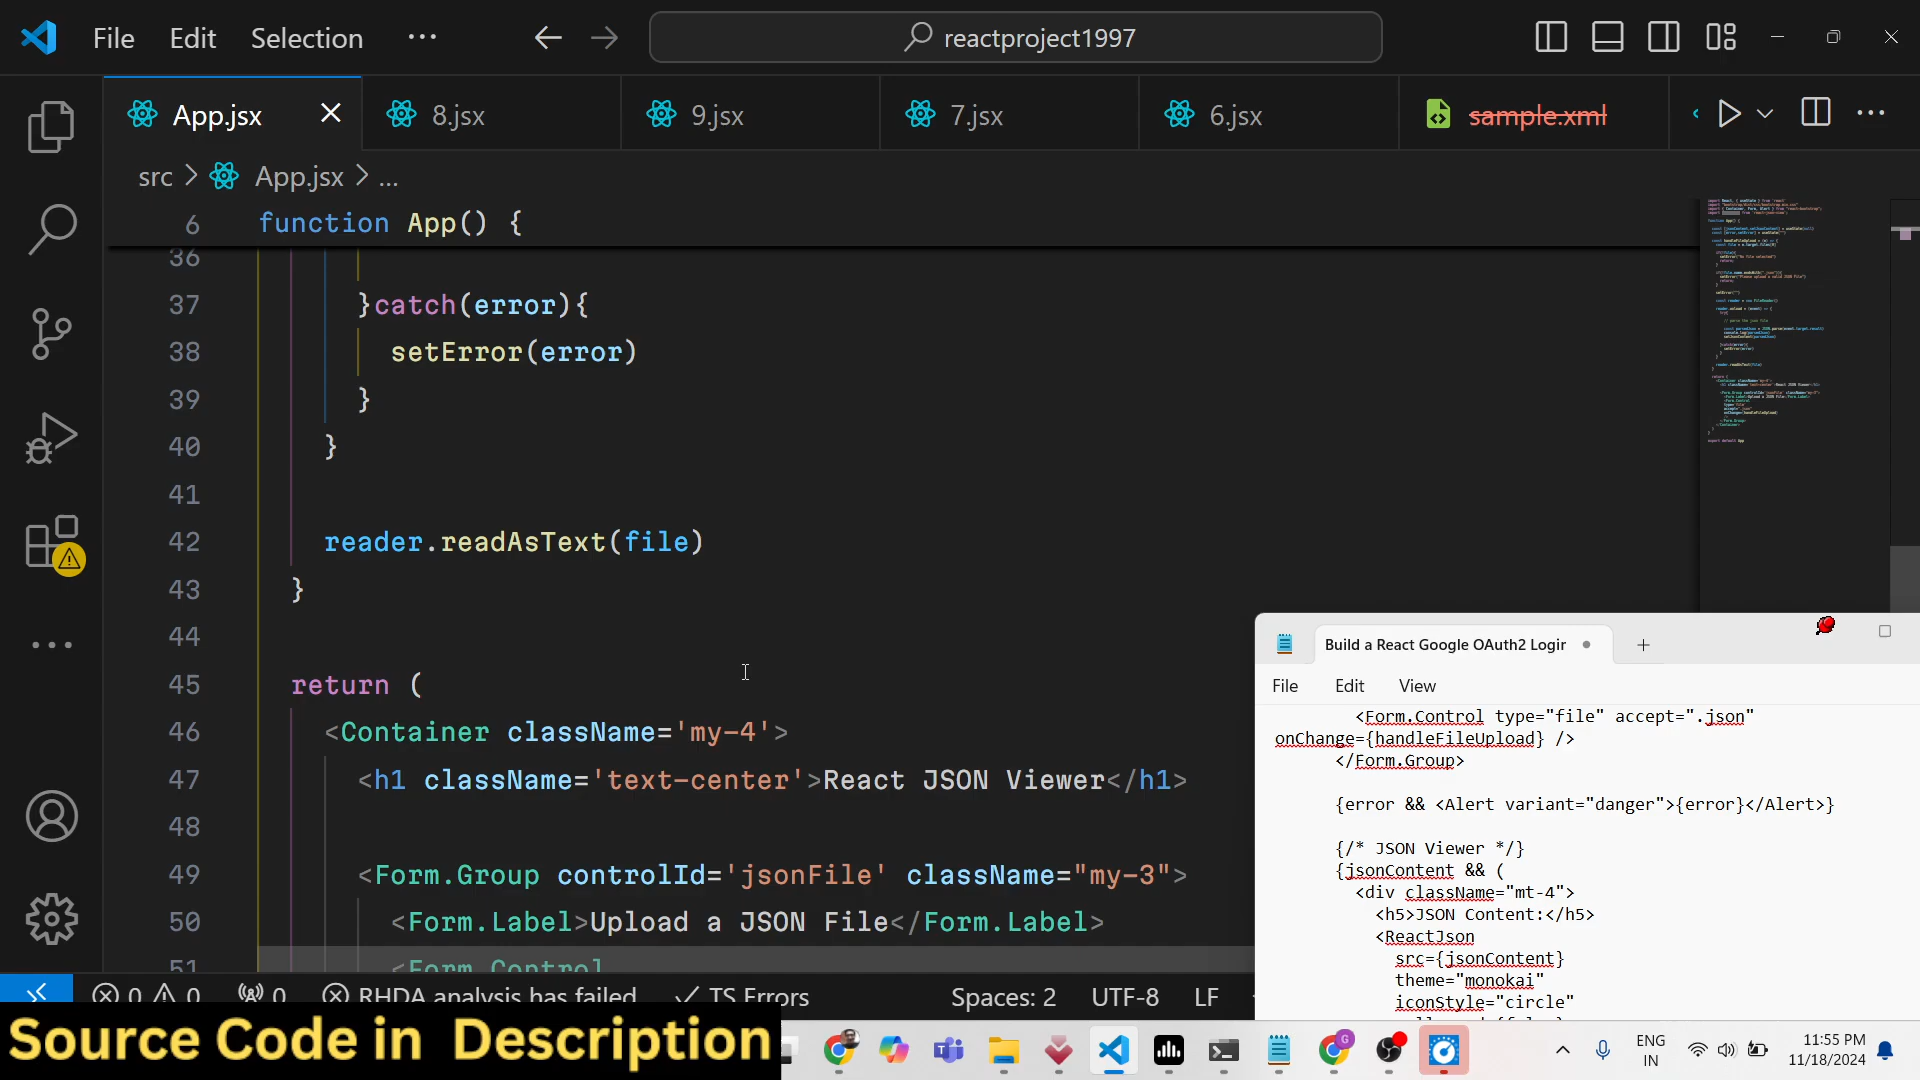 File Edit Selection ... reactproject1997
App.jsx 8.jsx 9.jsx 7.jsx 6.jsx sample.xml
src > App.jsx > ...
6 function App() {
36
37 }catch(error){
38 setError(error)
39 }
40 }
41
42 reader.readAsText(file)
43 }
44
45 return (
46 <Container className='my-4'>
47 <h1 className='text-center'>React JSON Viewer</h1>
48
49 <Form.Group controlId='jsonFile' className="my-3">
50 <Form.Label>Upload a JSON File</Form.Label>
51 <Form.Control
0 0 0 RHDA analysis has failed TS Errors Spaces: 2 UTF-8 LF
Build a React Google OAuth2 Login
File Edit View
<Form.Control type="file" accept=".json"
onChange={handleFileUpload} />
</Form.Group>
{error && <Alert variant="danger">{error}</Alert>}
{/* JSON Viewer */}
{jsonContent && (
<div className="mt-4">
<h5>JSON Content:</h5>
<ReactJson
src={jsonContent}
theme="monokai"
iconStyle="circle"
Source Code in Description
ENG
IN
11:55 PM
11/18/2024